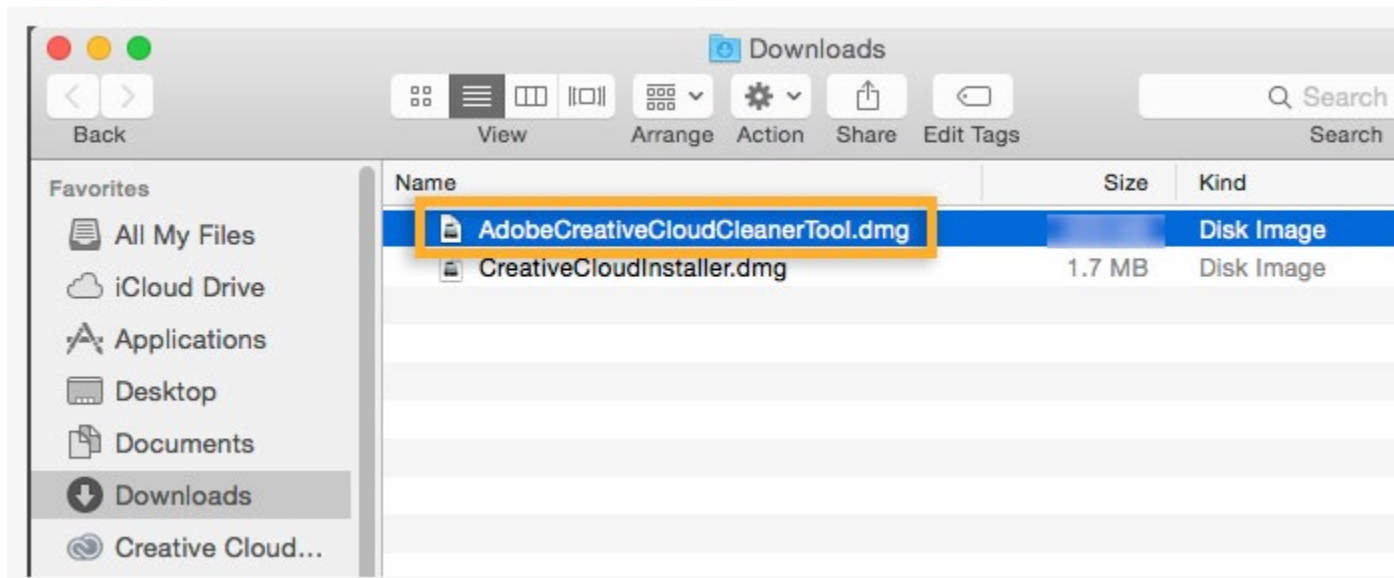 Downloads
Back
View
Arrange
Action
Share
Edit Tags
Search
Search
Favorites
All My Files
iCloud Drive
Applications
Desktop
Documents
Downloads
Creative Cloud...
Name Size Kind
AdobeCreativeCloudCleanerTool.dmg Disk Image
CreativeCloudInstaller.dmg 1.7 MB Disk Image